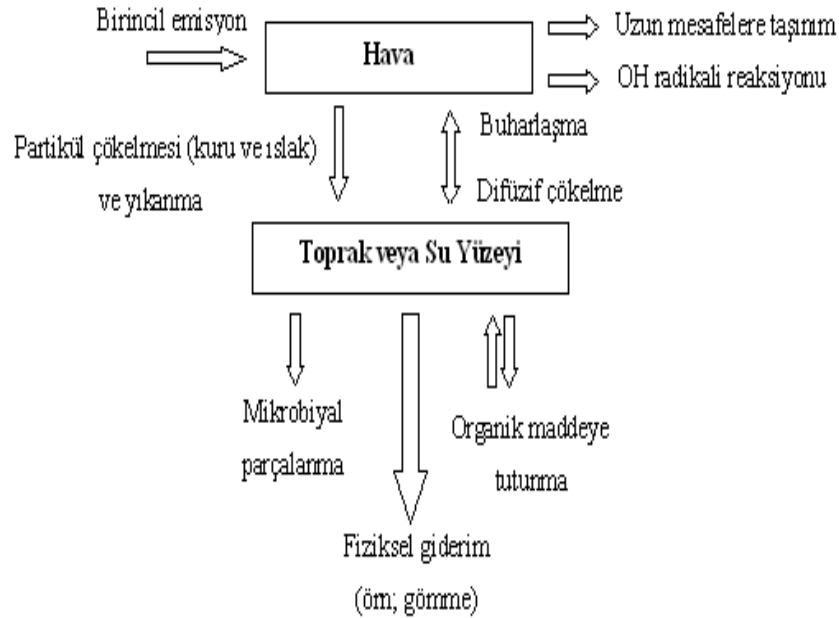 Birincil emisyon
Hava
Uzun mesafelere taşınım
OH radikali reaksiyonu
Partikül çökelmesi (kuru ve ıslak)
ve yıkanma
Buharlaşma
Difüzif çökelme
Toprak veya Su Yüzeyi
Mikrobiyal
parçalanma
Organik maddeye
tutunma
Fiziksel giderim
(örn; gömme)